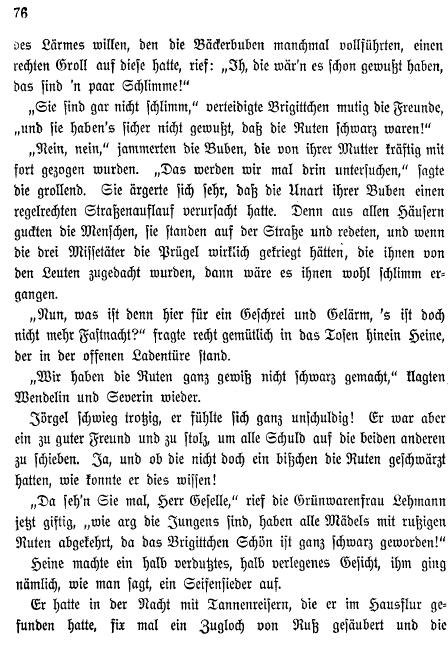 76
des Lärmes willen, den die Bäckerbuben manchmal vollführten, einen
rechten Groll auf diese hatte, rief: „Ih, die wär'n es schon gewußt haben,
das sind 'n paar Schlimme!“
„Sie sind gar nicht schlimm,“ verteidigte Brigittchen mutig die Freunde,
„und sie haben's sicher nicht gewußt, daß die Ruten schwarz waren!“
„Nein, nein,“ jammerten die Buben, die von ihrer Mutter kräftig mit
fort gezogen wurden. „Das werden wir mal drin untersuchen,“ sagte
die grollend. Sie ärgerte sich sehr, daß die Unart ihrer Buben einen
regelrechten Straßenauflauf verursacht hatte. Denn aus allen Häusern
guckten die Menschen, sie standen auf der Straße und redeten, und wenn
die drei Missetäter die Prügel wirklich gekriegt hätten, die ihnen von
den Leuten zugedacht wurden, dann wäre es ihnen wohl schlimm er-
gangen.
„Nun, was ist denn hier für ein Geschrei und Gelärm, 's ist doch
nicht mehr Fastnacht?“ fragte recht gemütlich in das Tosen hinein Heine,
der in der offenen Ladentüre stand.
„Wir haben die Ruten ganz gewiß nicht schwarz gemacht,“ klagten
Wendelin und Severin wieder.
Jörgel schwieg trotzig, er fühlte sich ganz unschuldig! Er war aber
ein zu guter Freund und zu stolz, um alle Schuld auf die beiden anderen
zu schieben. Ja, und ob die nicht doch ein bißchen die Ruten geschwärzt
hatten, wie konnte er dies wissen!
„Da seh'n Sie mal, Herr Geselle,“ rief die Grünwarenfrau Lehmann
jetzt giftig, „wie arg die Jungens sind, haben alle Mädels mit rußigen
Ruten abgekehrt, da das Brigittchen Schön ist ganz schwarz geworden!“
Heine machte ein halb verdutztes, halb verlegenes Gesicht, ihm ging
nämlich, wie man sagt, ein Seifensieder auf.
Er hatte in der Nacht mit Tannenreisern, die er im Hausflur ge-
funden hatte, fix mal ein Zugloch von Ruß gesäubert und die